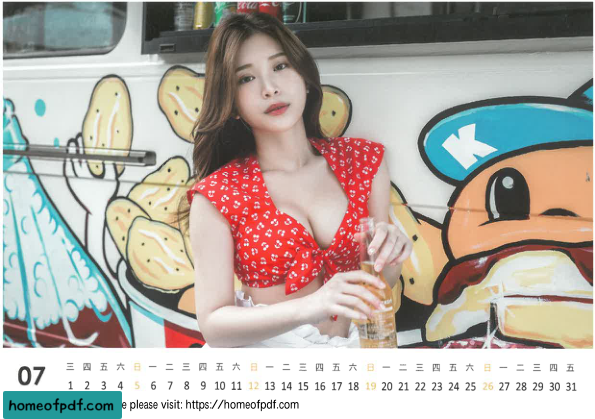 K
07
三 四 五 六 日 一 二 三 四 五 六 日 一 二 三 四 五 六 日 一 二 三 四 五 六 日 一 二 三 四 五
1 2 3 4 5 6 7 8 9 10 11 12 13 14 15 16 17 18 19 20 21 22 23 24 25 26 27 28 29 30 31
homeofpdf.com e please visit: https://homeofpdf.com